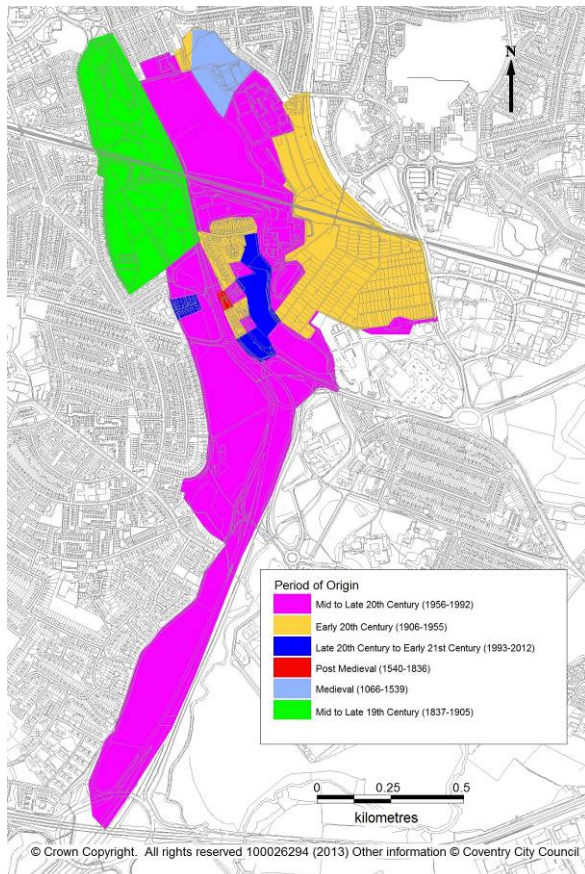 N
Period of Origin
Mid to Late 20th Century (1956-1992)
Early 20th Century (1906-1955)
Late 20th Century to Early 21st Century (1993-2012)
Post Medieval (1540-1836)
Medieval (1066-1539)
Mid to Late 19th Century (1837-1905)
0 0.25 0.5
kilometres
© Crown Copyright. All rights reserved 100026294 (2013) Other information © Coventry City Council